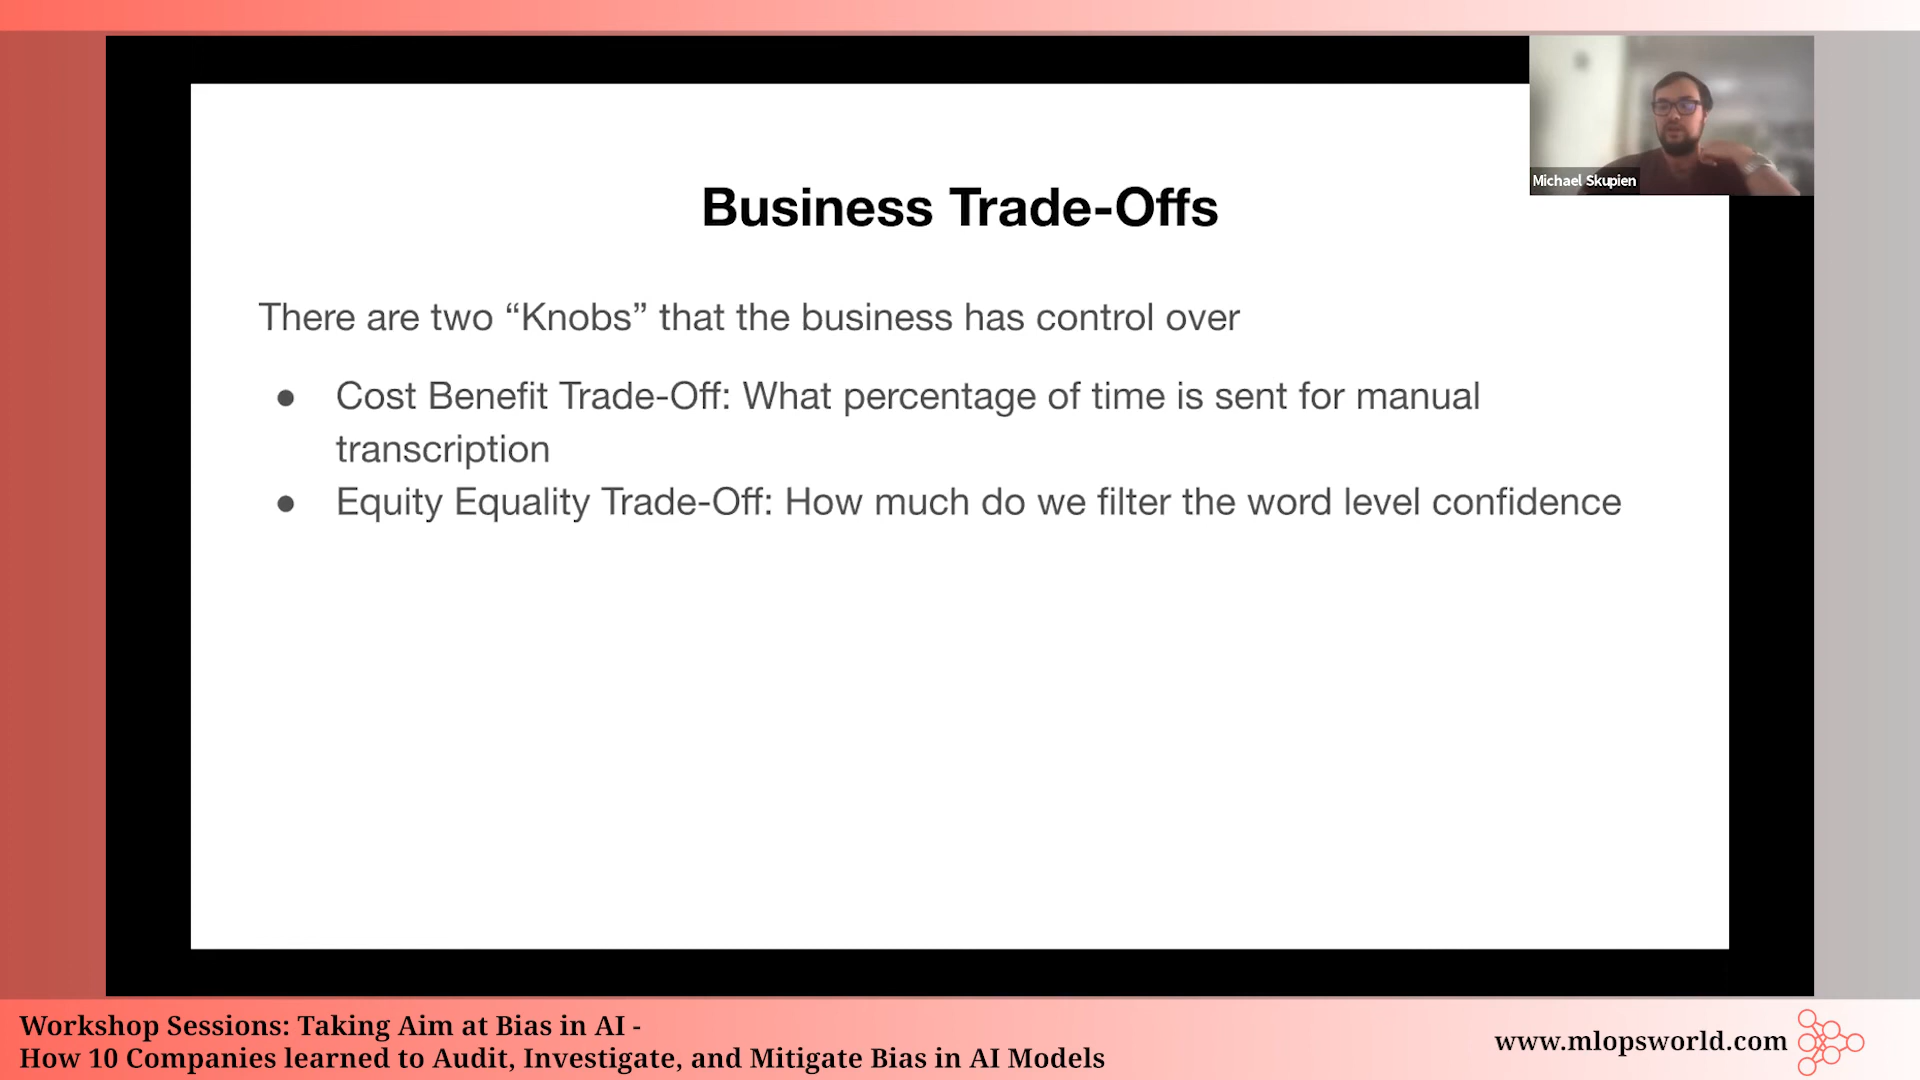 Michael Skupien
Business Trade-Offs
There are two “Knobs” that the business has control over
● Cost Benefit Trade-Off: What percentage of time is sent for manual
transcription
● Equity Equality Trade-Off: How much do we filter the word level confidence
Workshop Sessions: Taking Aim at Bias in AI -
How 10 Companies learned to Audit, Investigate, and Mitigate Bias in AI Models
www.mlopsworld.com